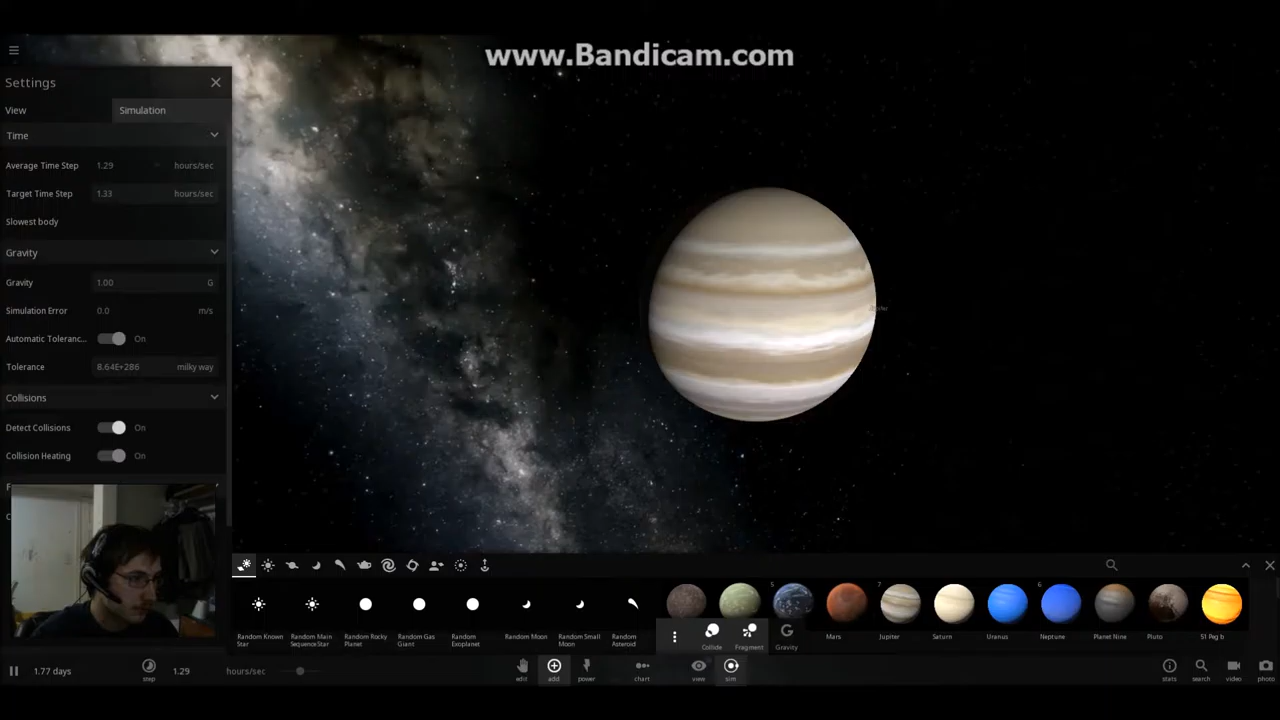 www.Bandicam.com
Settings
View Simulation
Time
Average Time Step 1.29 hours/sec
Target Time Step 1.33 hours/sec
Slowest body
Gravity
Gravity 1.00 G
Simulation Error 0.0 m/s
Automatic Toleranc... On
Tolerance 8.64E+286 milky way
Collisions
Detect Collisions On
Collision Heating On
5 7 6
Random Known Star
Random Main Sequence Star
Random Rocky Planet
Random Gas Giant
Random Exoplanet
Random Moon
Random Small Moon
Random Asteroid
Mars Jupiter Saturn Uranus Neptune Planet Nine Pluto 51 Peg b
Collide Fragment Gravity
1.77 days step 1.29 hours/sec edit add power chart view sim stats search video photo